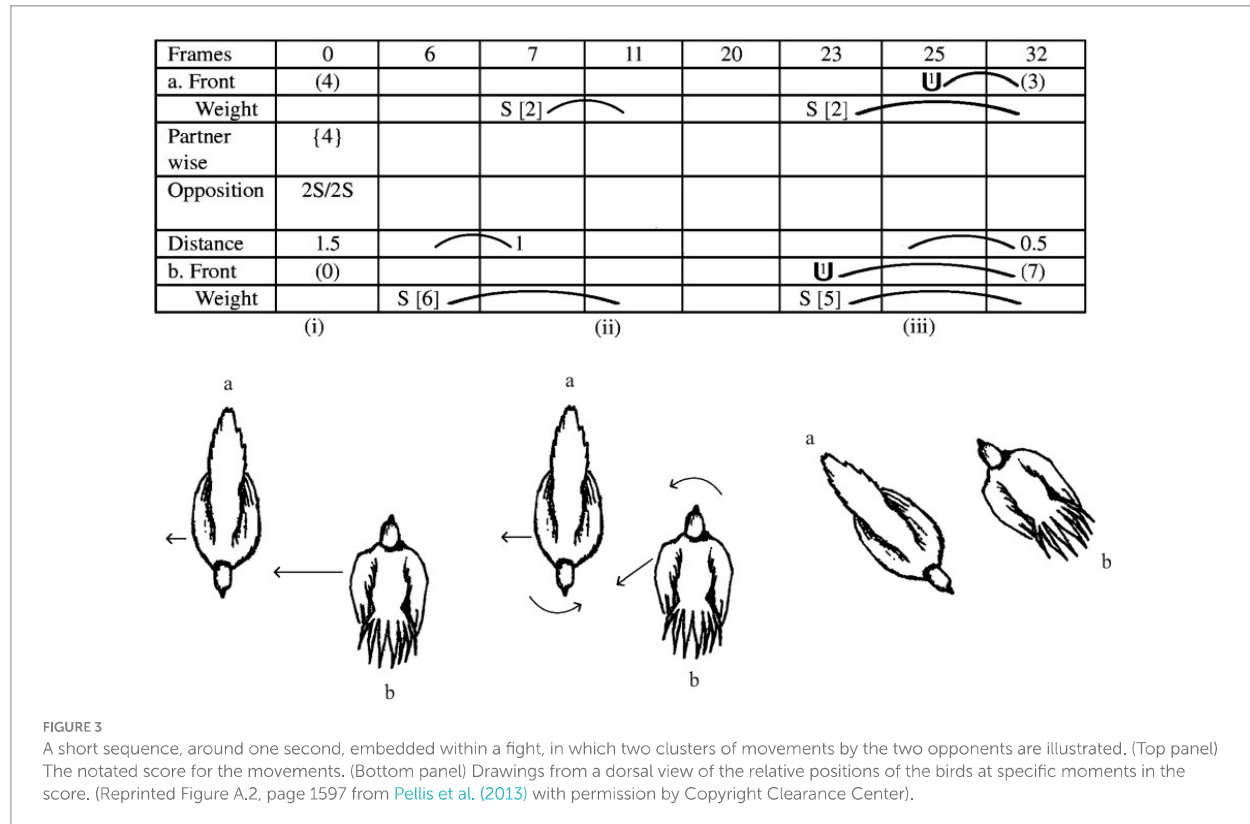 Frames 0 6 7 11 20 23 25 32
a. Front (4) U1 (3)
Weight S [2] S [2]
Partner {4}
wise
Opposition 2S/2S
Distance 1.5 1 0.5
b. Front (0) U1 (7)
Weight S [6] S [5]
(i) (ii) (iii)
a a a
b b b
FIGURE 3
A short sequence, around one second, embedded within a fight, in which two clusters of movements by the two opponents are illustrated. (Top panel)
The notated score for the movements. (Bottom panel) Drawings from a dorsal view of the relative positions of the birds at specific moments in the
score. (Reprinted Figure A.2, page 1597 from Pellis et al. (2013) with permission by Copyright Clearance Center).